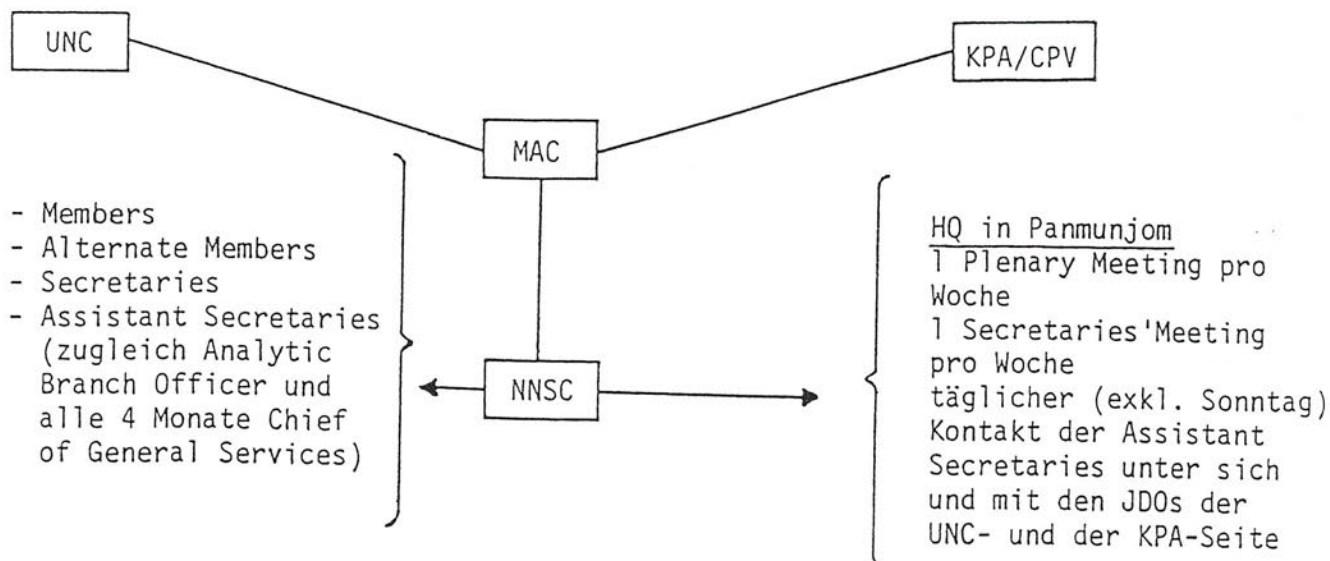 UNC
KPA/CPV
MAC
- Members
- Alternate Members
- Secretaries
- Assistant Secretaries
(zugleich Analytic
Branch Officer und
alle 4 Monate Chief
of General Services)
NNSC
HQ in Panmunjom
1 Plenary Meeting pro
Woche
1 Secretaries'Meeting
pro Woche
täglicher (exkl. Sonntag)
Kontakt der Assistant
Secretaries unter sich
und mit den JDOs der
UNC- und der KPA-Seite